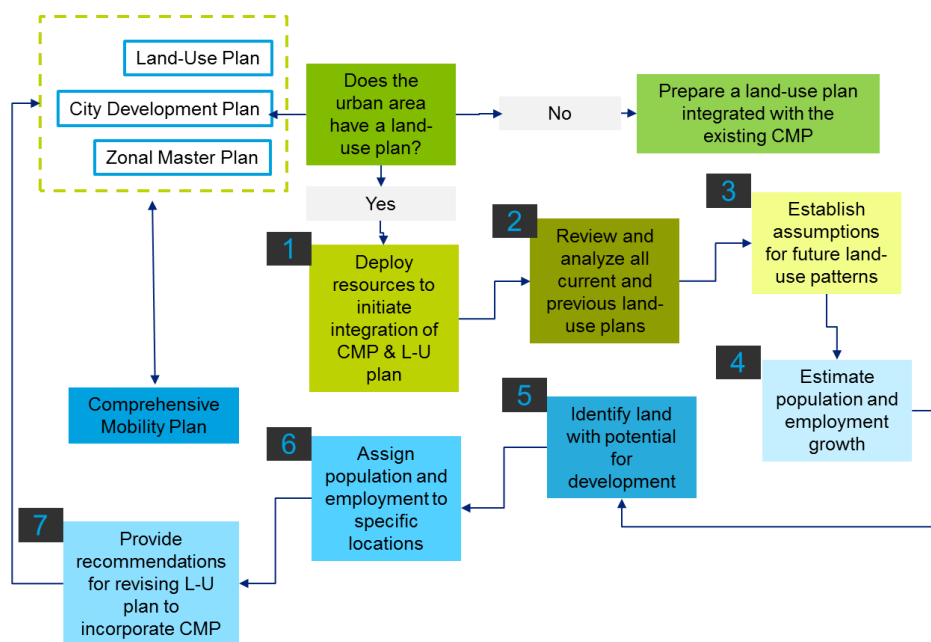 Land-Use Plan
City Development Plan
Zonal Master Plan
Does the
urban area
have a land-
use plan?
No
Prepare a land-use plan
integrated with the
existing CMP
Yes
1
Deploy
resources to
initiate
integration of
CMP & L-U
plan
2
Review and
analyze all
current and
previous land-
use plans
3
Establish
assumptions
for future land-
use patterns
4
Estimate
population and
employment
growth
5
Identify land
with potential
for
development
6
Assign
population and
employment to
specific
locations
7
Provide
recommendations
for revising L-U
plan to
incorporate CMP
Comprehensive
Mobility Plan